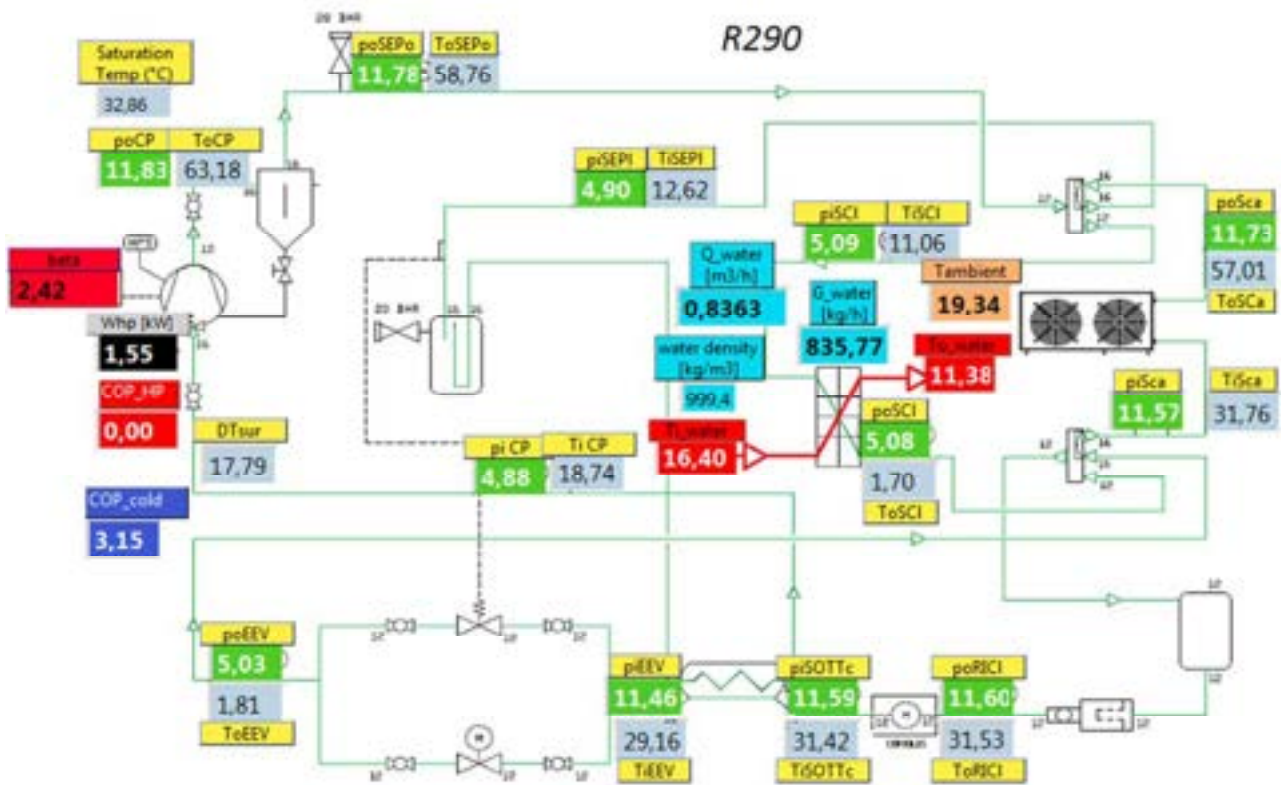 20 BAR
R290
Saturation
Temp (°C)
32,86
poSEPo
ToSEPo
11,78
58,76
poCP
ToCP
11,83
63,18
piSEPI
TiSEPI
4,90
12,62
piSCI
TiSCI
5,09
11,06
poSca
11,73
57,01
ToSCa
beta
2,42
Q_water
[m3/h]
0,8363
G_water
[kg/h]
835,77
Tambient
19,34
Whp [kW]
1,55
20 BAR
water density
[kg/m3]
999,4
To_water
11,38
COP_HP
0,00
piSca
TiSca
11,57
31,76
DTsur
17,79
pi CP
Ti CP
4,88
18,74
Ti_water
16,40
poSCI
5,08
1,70
ToSCI
COP_cold
3,15
poEEV
5,03
1,81
ToEEV
piEEV
11,46
29,16
TiEEV
piSOTTc
11,59
31,42
TiSOTTc
poRICI
11,60
31,53
ToRICI